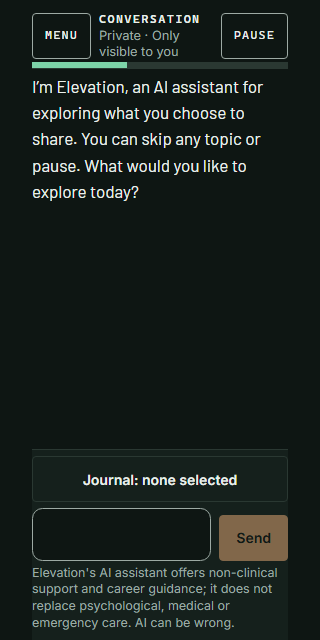 MENU
CONVERSATION
Private · Only
visible to you
PAUSE
I’m Elevation, an AI assistant for
exploring what you choose to
share. You can skip any topic or
pause. What would you like to
explore today?
Journal: none selected
Send
Elevation's AI assistant offers non-clinical
support and career guidance; it does not
replace psychological, medical or
emergency care. AI can be wrong.